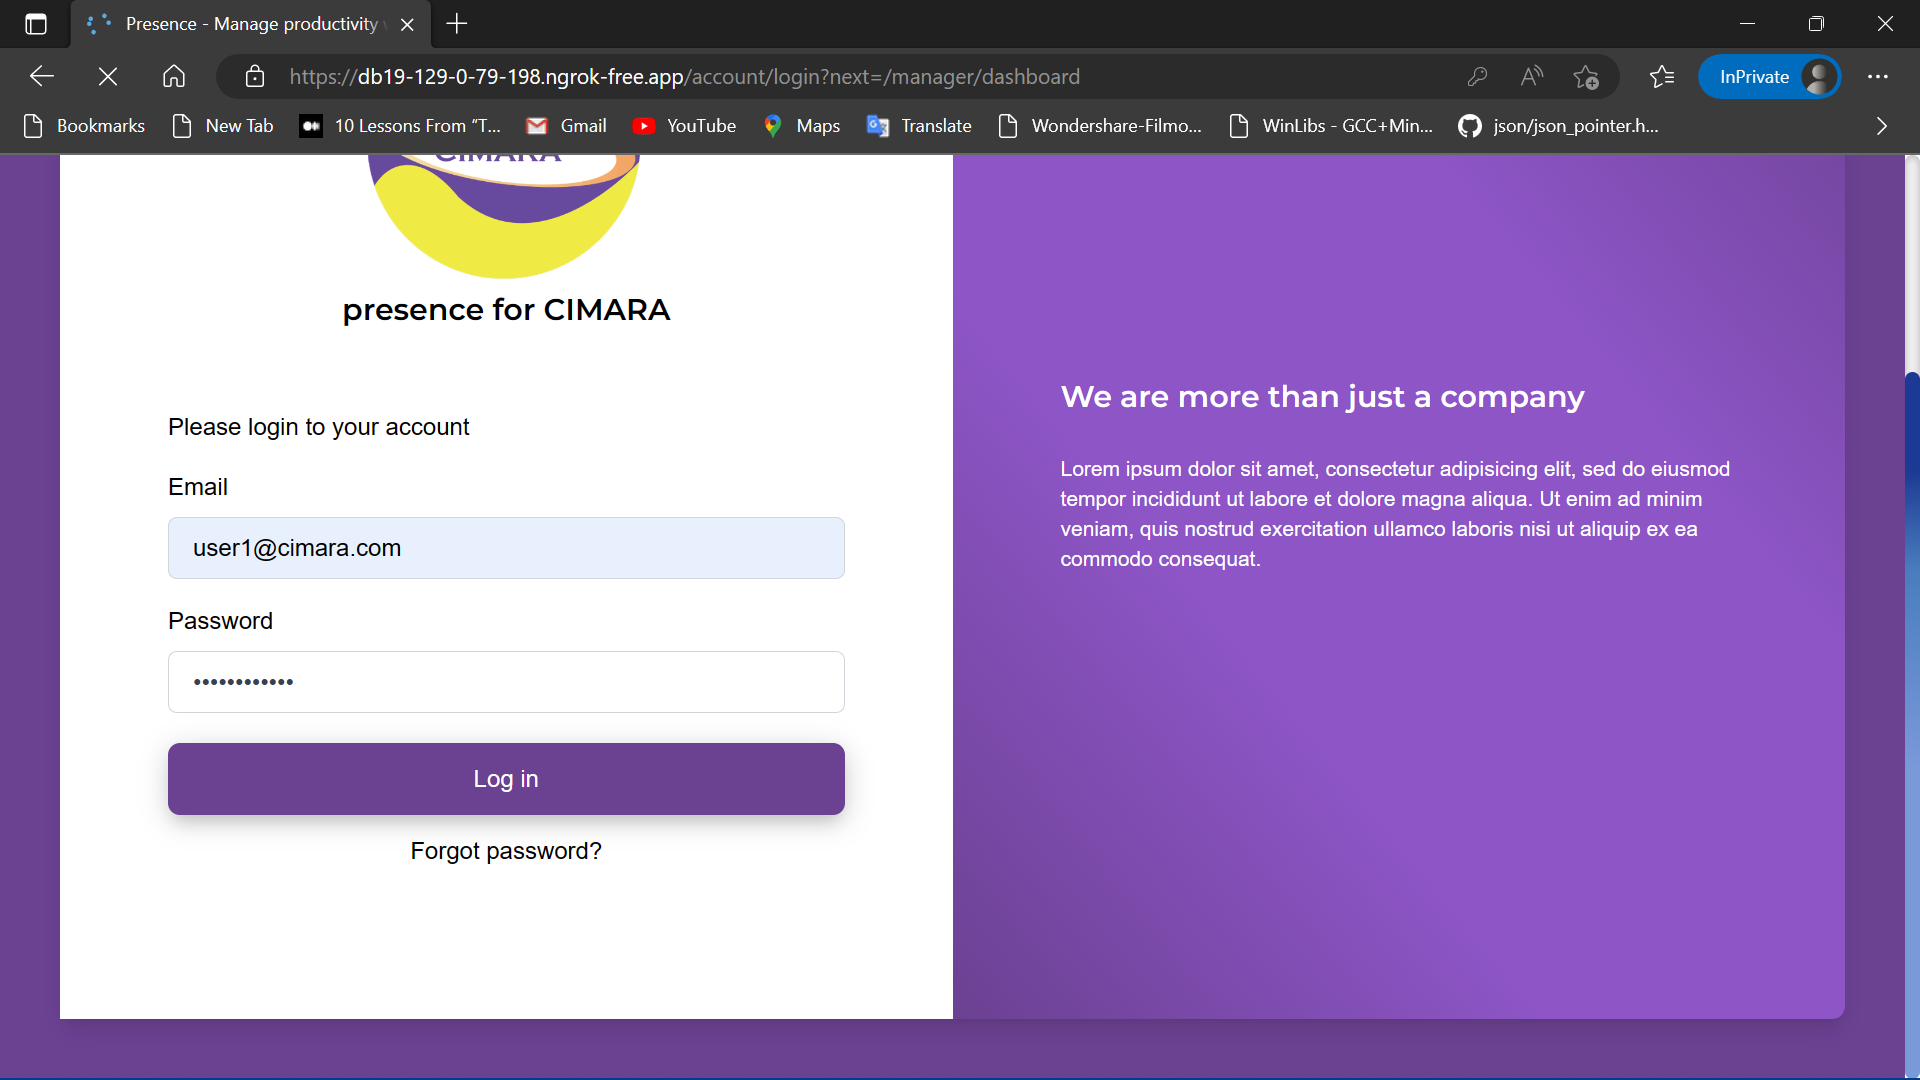 Presence - Manage productivity
https://db19-129-0-79-198.ngrok-free.app/account/login?next=/manager/dashboard
InPrivate
Bookmarks
New Tab
10 Lessons From “T...
Gmail
YouTube
Maps
Translate
Wondershare-Filmo...
WinLibs - GCC+Min...
json/json_pointer.h...
CIMARA
presence for CIMARA
Please login to your account
Email
user1@cimara.com
Password
••••••••••••
Log in
Forgot password?
We are more than just a company
Lorem ipsum dolor sit amet, consectetur adipisicing elit, sed do eiusmod
tempor incididunt ut labore et dolore magna aliqua. Ut enim ad minim
veniam, quis nostrud exercitation ullamco laboris nisi ut aliquip ex ea
commodo consequat.